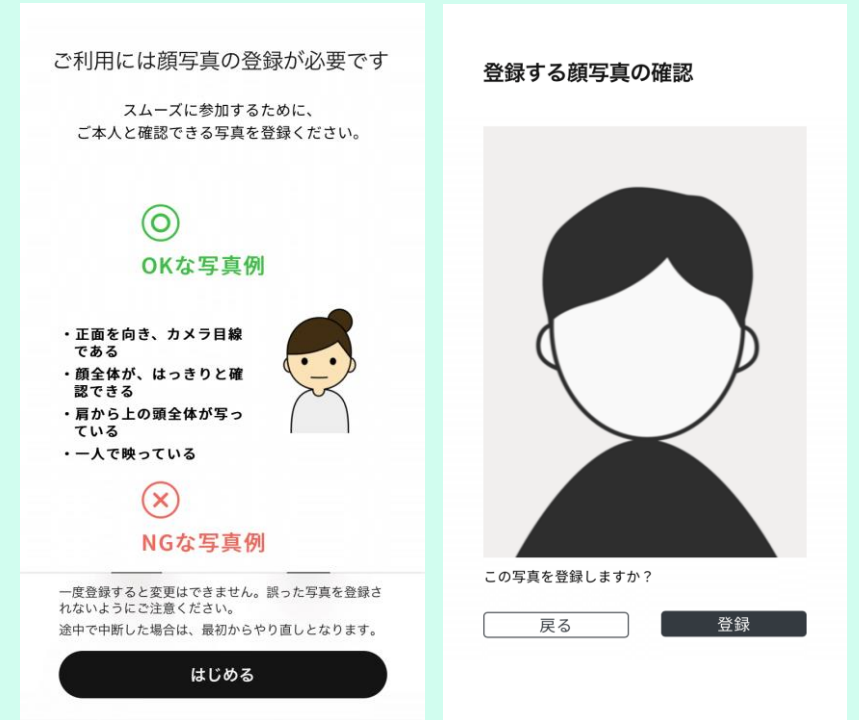 ご利用には顔写真の登録が必要です
スムーズに参加するために、
ご本人と確認できる写真を登録ください。
OKな写真例
・正面を向き、カメラ目線
である
・顔全体が、はっきりと確
認できる
・肩から上の頭全体が写っ
ている
・一人で映っている
NGな写真例
一度登録すると変更はできません。誤った写真を登録さ
れないようにご注意ください。
途中で中断した場合は、最初からやり直しとなります。
はじめる
登録する顔写真の確認
この写真を登録しますか？
戻る
登録